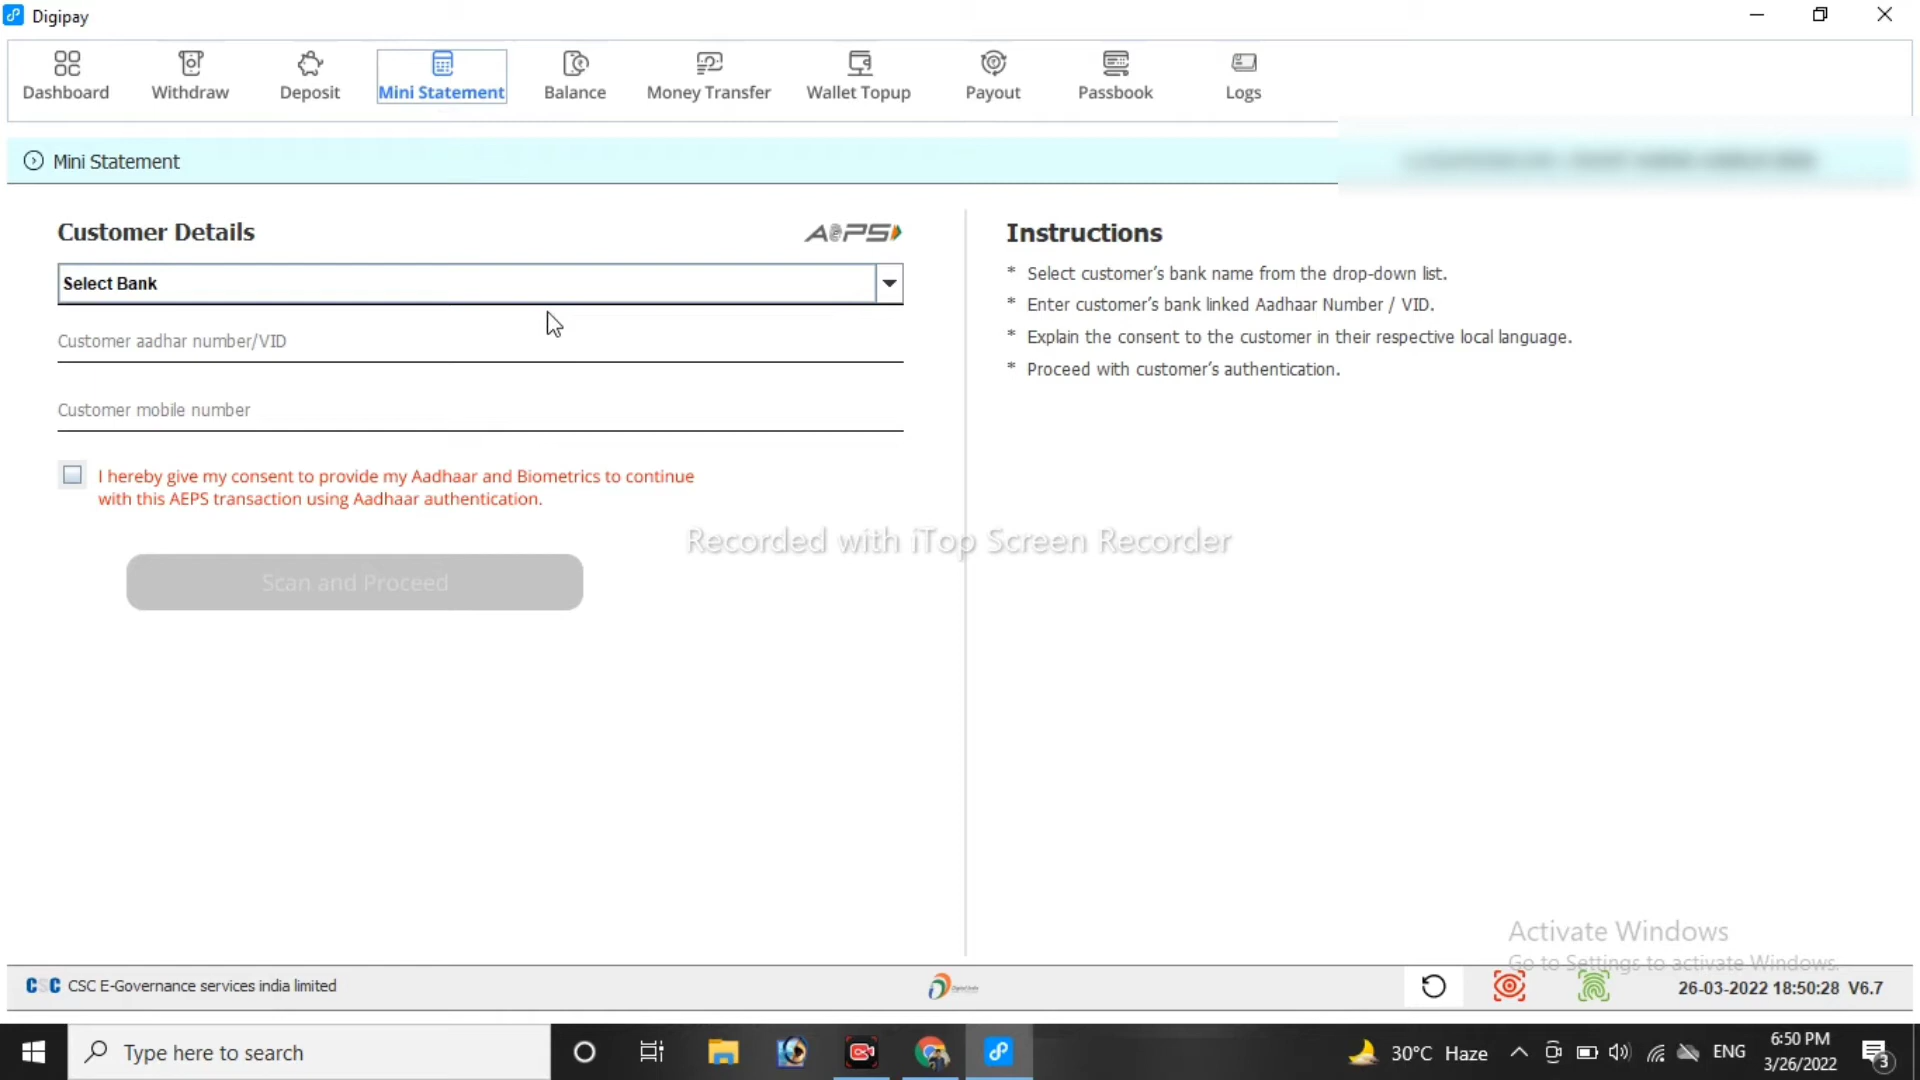 Digipay
Dashboard
Withdraw
Deposit
Mini Statement
Balance
Money Transfer
Wallet Topup
Payout
Passbook
Logs
Mini Statement
Customer Details
AePS
Select Bank
Customer aadhar number/VID
Customer mobile number
I hereby give my consent to provide my Aadhaar and Biometrics to continue
with this AEPS transaction using Aadhaar authentication.
Scan and Proceed
Instructions
* Select customer's bank name from the drop-down list.
* Enter customer's bank linked Aadhaar Number / VID.
* Explain the consent to the customer in their respective local language.
* Proceed with customer's authentication.
Recorded with iTop Screen Recorder
Activate Windows
Go to Settings to activate Windows.
CSC CSC E-Governance services india limited
Digital India
26-03-2022 18:50:28 V6.7
Type here to search
30°C Haze
ENG
6:50 PM
3/26/2022
3